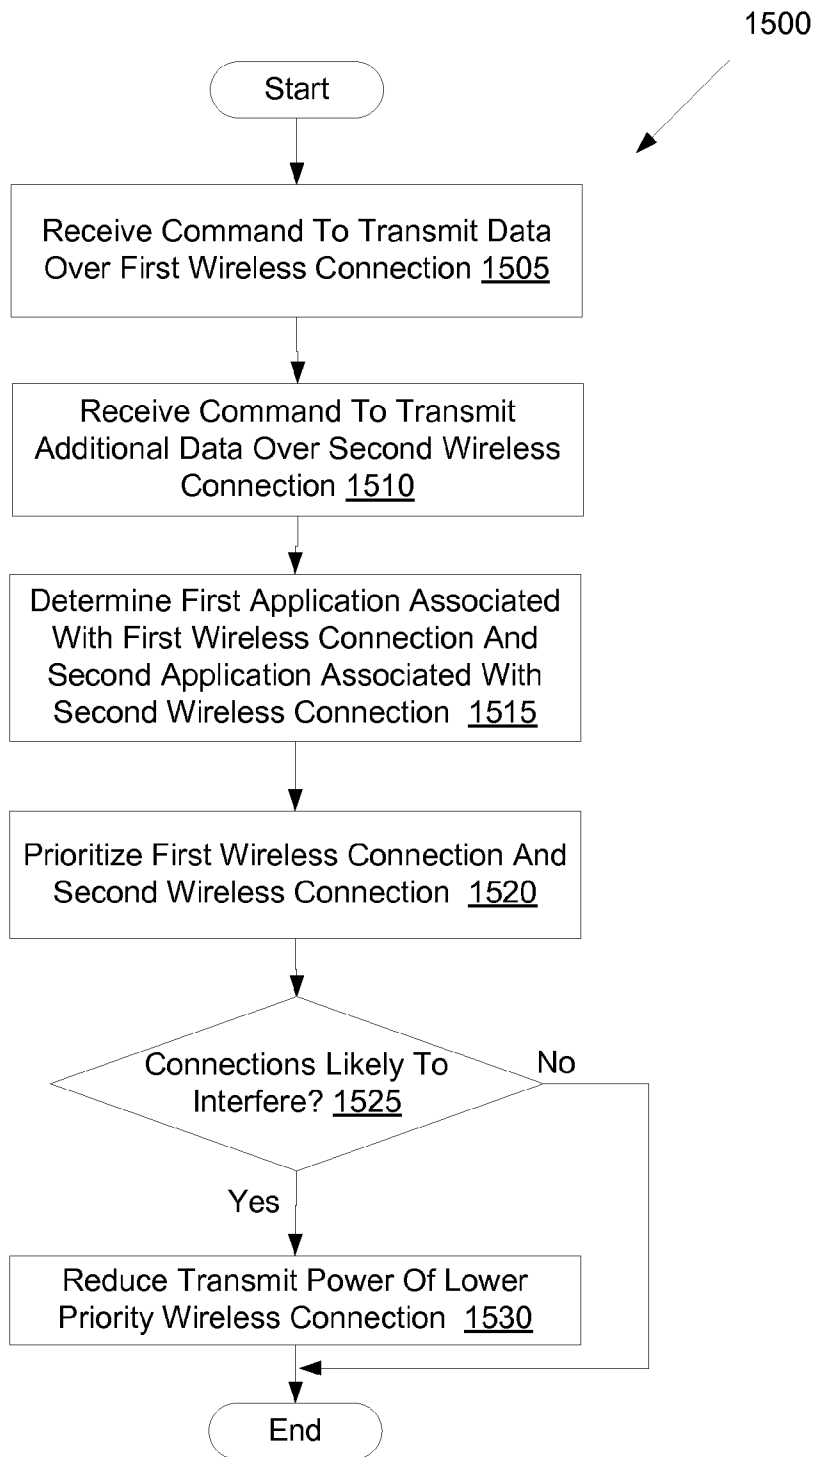 1500
Start
Receive Command To Transmit Data
Over First Wireless Connection 1505
Receive Command To Transmit
Additional Data Over Second Wireless
Connection 1510
Determine First Application Associated
With First Wireless Connection And
Second Application Associated With
Second Wireless Connection 1515
Prioritize First Wireless Connection And
Second Wireless Connection 1520
Connections Likely To
Interfere? 1525
No
Yes
Reduce Transmit Power Of Lower
Priority Wireless Connection 1530
End